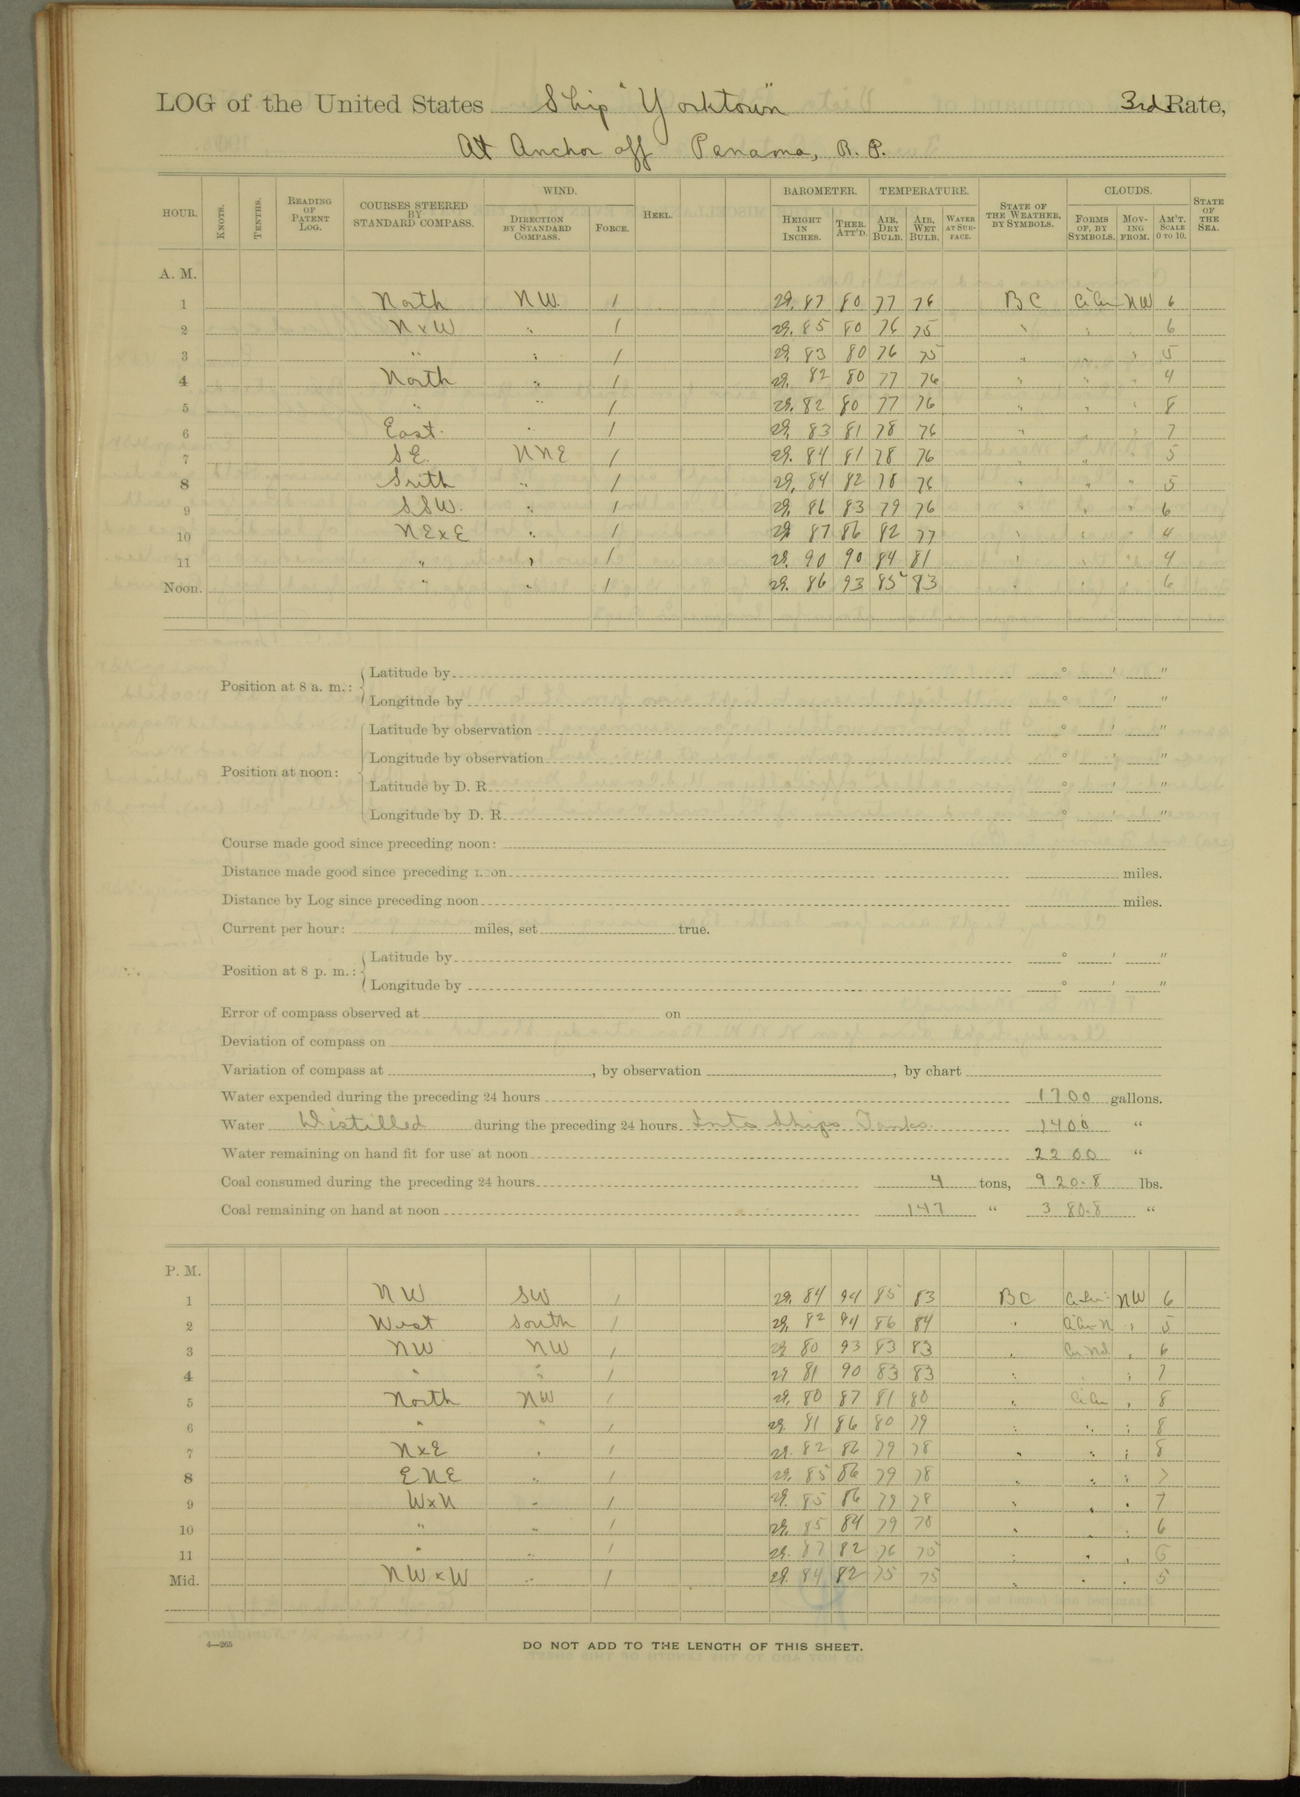 LOG of the United States Ship "Yorktown" 3rd Rate,
At Anchor off Panama, R. P.
HOUR. KNOTS. TENTHS. READING OF PATENT LOG. COURSES STEERED BY STANDARD COMPASS. WIND. DIRECTION BY STANDARD COMPASS. FORCE. HEEL. BAROMETER. HEIGHT IN INCHES. THER. ATT'D. TEMPERATURE. AIR, DRY BULB. AIR, WET BULB. WATER AT SURFACE. STATE OF THE WEATHER, BY SYMBOLS. CLOUDS. FORMS OF, BY SYMBOLS. MOVING FROM. AM'T. SCALE 0 TO 10. STATE OF THE SEA.
A. M.
1 North NW. 1 29. 87 80 77 76 BC Ci Cu NW 6
2 N x W " 1 29. 85 80 76 75 " " " 6
3 " " 1 29. 83 80 76 75 " " " 5
4 North " 1 29. 82 80 77 76 " " " 4
5 " " 1 29. 82 80 77 76 " " " 8
6 East " 1 29. 83 81 78 76 " " 7
7 SE. NNE 1 29. 84 81 78 76 " " " 5
8 South " 1 29. 84 82 78 76 " " " 5
9 SSW. " 1 29. 86 83 79 76 " " " 6
10 NExE " 1 29. 87 86 82 77 " " " 4
11 " " 1 29. 90 90 84 81 " " " 4
Noon. " " 1 29. 86 93 85 83 " " " 6
Position at 8 a. m.: Latitude by ° ' "
Longitude by ° ' "
Position at noon: Latitude by observation ° ' "
Longitude by observation ° ' "
Latitude by D. R. ° ' "
Longitude by D. R. ° ' "
Course made good since preceding noon:
Distance made good since preceding noon miles.
Distance by Log since preceding noon miles.
Current per hour: miles, set true.
Position at 8 p. m.: Latitude by ° ' "
Longitude by ° ' "
Error of compass observed at on
Deviation of compass on
Variation of compass at , by observation , by chart
Water expended during the preceding 24 hours 1700 gallons.
Water Distilled during the preceding 24 hours Into Ships Tanks. 1400 "
Water remaining on hand fit for use at noon 2200 "
Coal consumed during the preceding 24 hours 4 tons, 920.8 lbs.
Coal remaining on hand at noon 147 " 380.8 "
P. M.
1 NW SW 1 29. 84 94 85 83 BC Ci Cu NW 6
2 West South 1 29. 82 94 86 84 " Ci Cu N " 5
3 NW NW 1 29 80 93 83 83 " " 6
4 " " 1 29 81 90 83 83 " " " 7
5 North NW 1 29. 80 87 81 80 " Ci Cu " 8
6 " " 1 29. 81 86 80 79 " " " 8
7 NxE " 1 29. 82 86 79 78 " " " 8
8 ENE " 1 29. 85 86 79 78 " " " 7
9 WxN " 1 29. 85 86 79 78 " " " 7
10 " " 1 29. 85 84 79 78 " " 6
11 " " 1 29. 87 82 76 75 " " " 6
Mid. NWxW " 1 29. 84 82 75 75 " " " 5
4—265
DO NOT ADD TO THE LENGTH OF THIS SHEET.